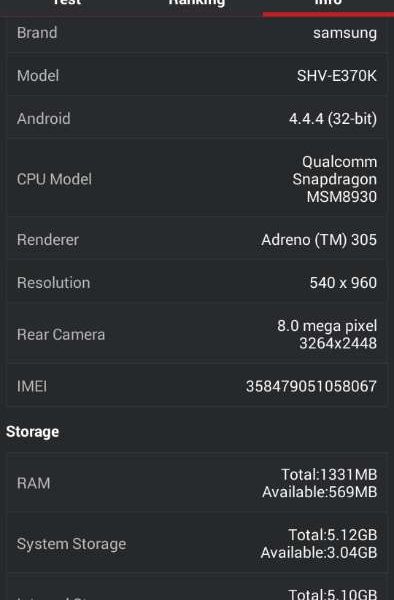 Test Ranking Info
Brand samsung
Model SHV-E370K
Android 4.4.4 (32-bit)
CPU Model Qualcomm
Snapdragon
MSM8930
Renderer Adreno (TM) 305
Resolution 540 x 960
Rear Camera 8.0 mega pixel
3264x2448
IMEI 358479051058067
Storage
RAM Total:1331MB
Available:569MB
System Storage Total:5.12GB
Available:3.04GB
Total:5.10GB